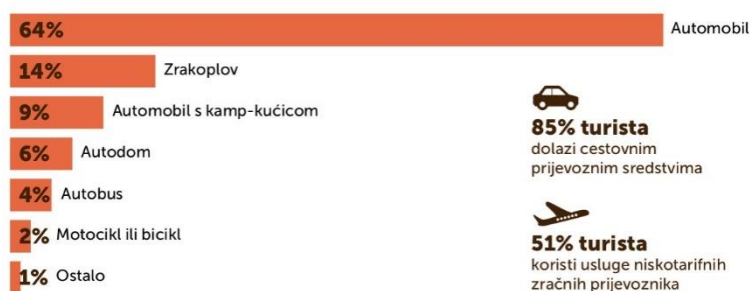 64% Automobil
14% Zrakoplov
9% Automobil s kamp-kućicom
6% Autodom
4% Autobus
2% Motocikl ili bicikl
1% Ostalo
85% turista
dolazi cestovnim
prijevoznim sredstvima
51% turista
koristi usluge niskotarifnih
zračnih prijevoznika